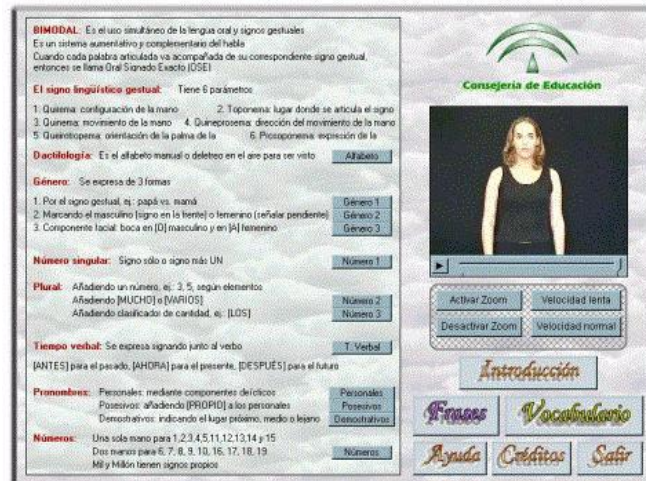 BIMODAL: Es el uso simultáneo de la lengua oral y signos gestuales
Es un sistema aumentativo y complementario del habla
Cuando cada palabra articulada va acompañada de su correspondiente signo gestual,
entonces se llama Oral Signado Exacto (OSE)
El signo lingüístico gestual: Tiene 6 parámetros
1. Quirema: configuración de la mano 2. Toponema: lugar donde se articula el signo
3. Quinema: movimiento de la mano 4. Quineprosema: dirección del movimiento de la mano
5. Queirotropema: orientación de la palma de la 6. Prosoponema: expresión de la
Dactilología: Es el alfabeto manual o deletreo en el aire para ser visto Alfabeto
Género: Se expresa de 3 formas
1. Por el signo gestual, ej.: papá vs. mamá Género 1
2. Marcando el masculino (signo en la frente) o femenino (señalar pendiente) Género 2
3. Componente facial: boca en [O] masculino y en [A] femenino Género 3
Número singular: Signo sólo o signo más UN Número 1
Plural: Añadiendo un número, ej.: 3, 5, según elementos
Añadiendo [MUCHO] o [VARIOS] Número 2
Añadiendo clasificador de cantidad, ej.: [LOS] Número 3
Tiempo verbal: Se expresa signando junto al verbo T. Verbal
[ANTES] para el pasado, [AHORA] para el presente, [DESPUÉS] para el futuro
Pronombres: Personales: mediante componentes deícticos Personales
Posesivos: añadiendo [PROPIO] a los personales Posesivos
Demostrativos: indicando el lugar próximo, medio o lejano Demostrativos
Números: Una sola mano para 1,2,3,4,5,11,12,13,14 y 15
Dos manos para 6, 7, 8, 9, 10, 16, 17, 18, 19 Números
Mil y Millón tienen signos propios
Consejería de Educación
Activar Zoom Velocidad lenta
Desactivar Zoom Velocidad normal
Introducción
Frases Vocabulario
Ayuda Créditos Salir